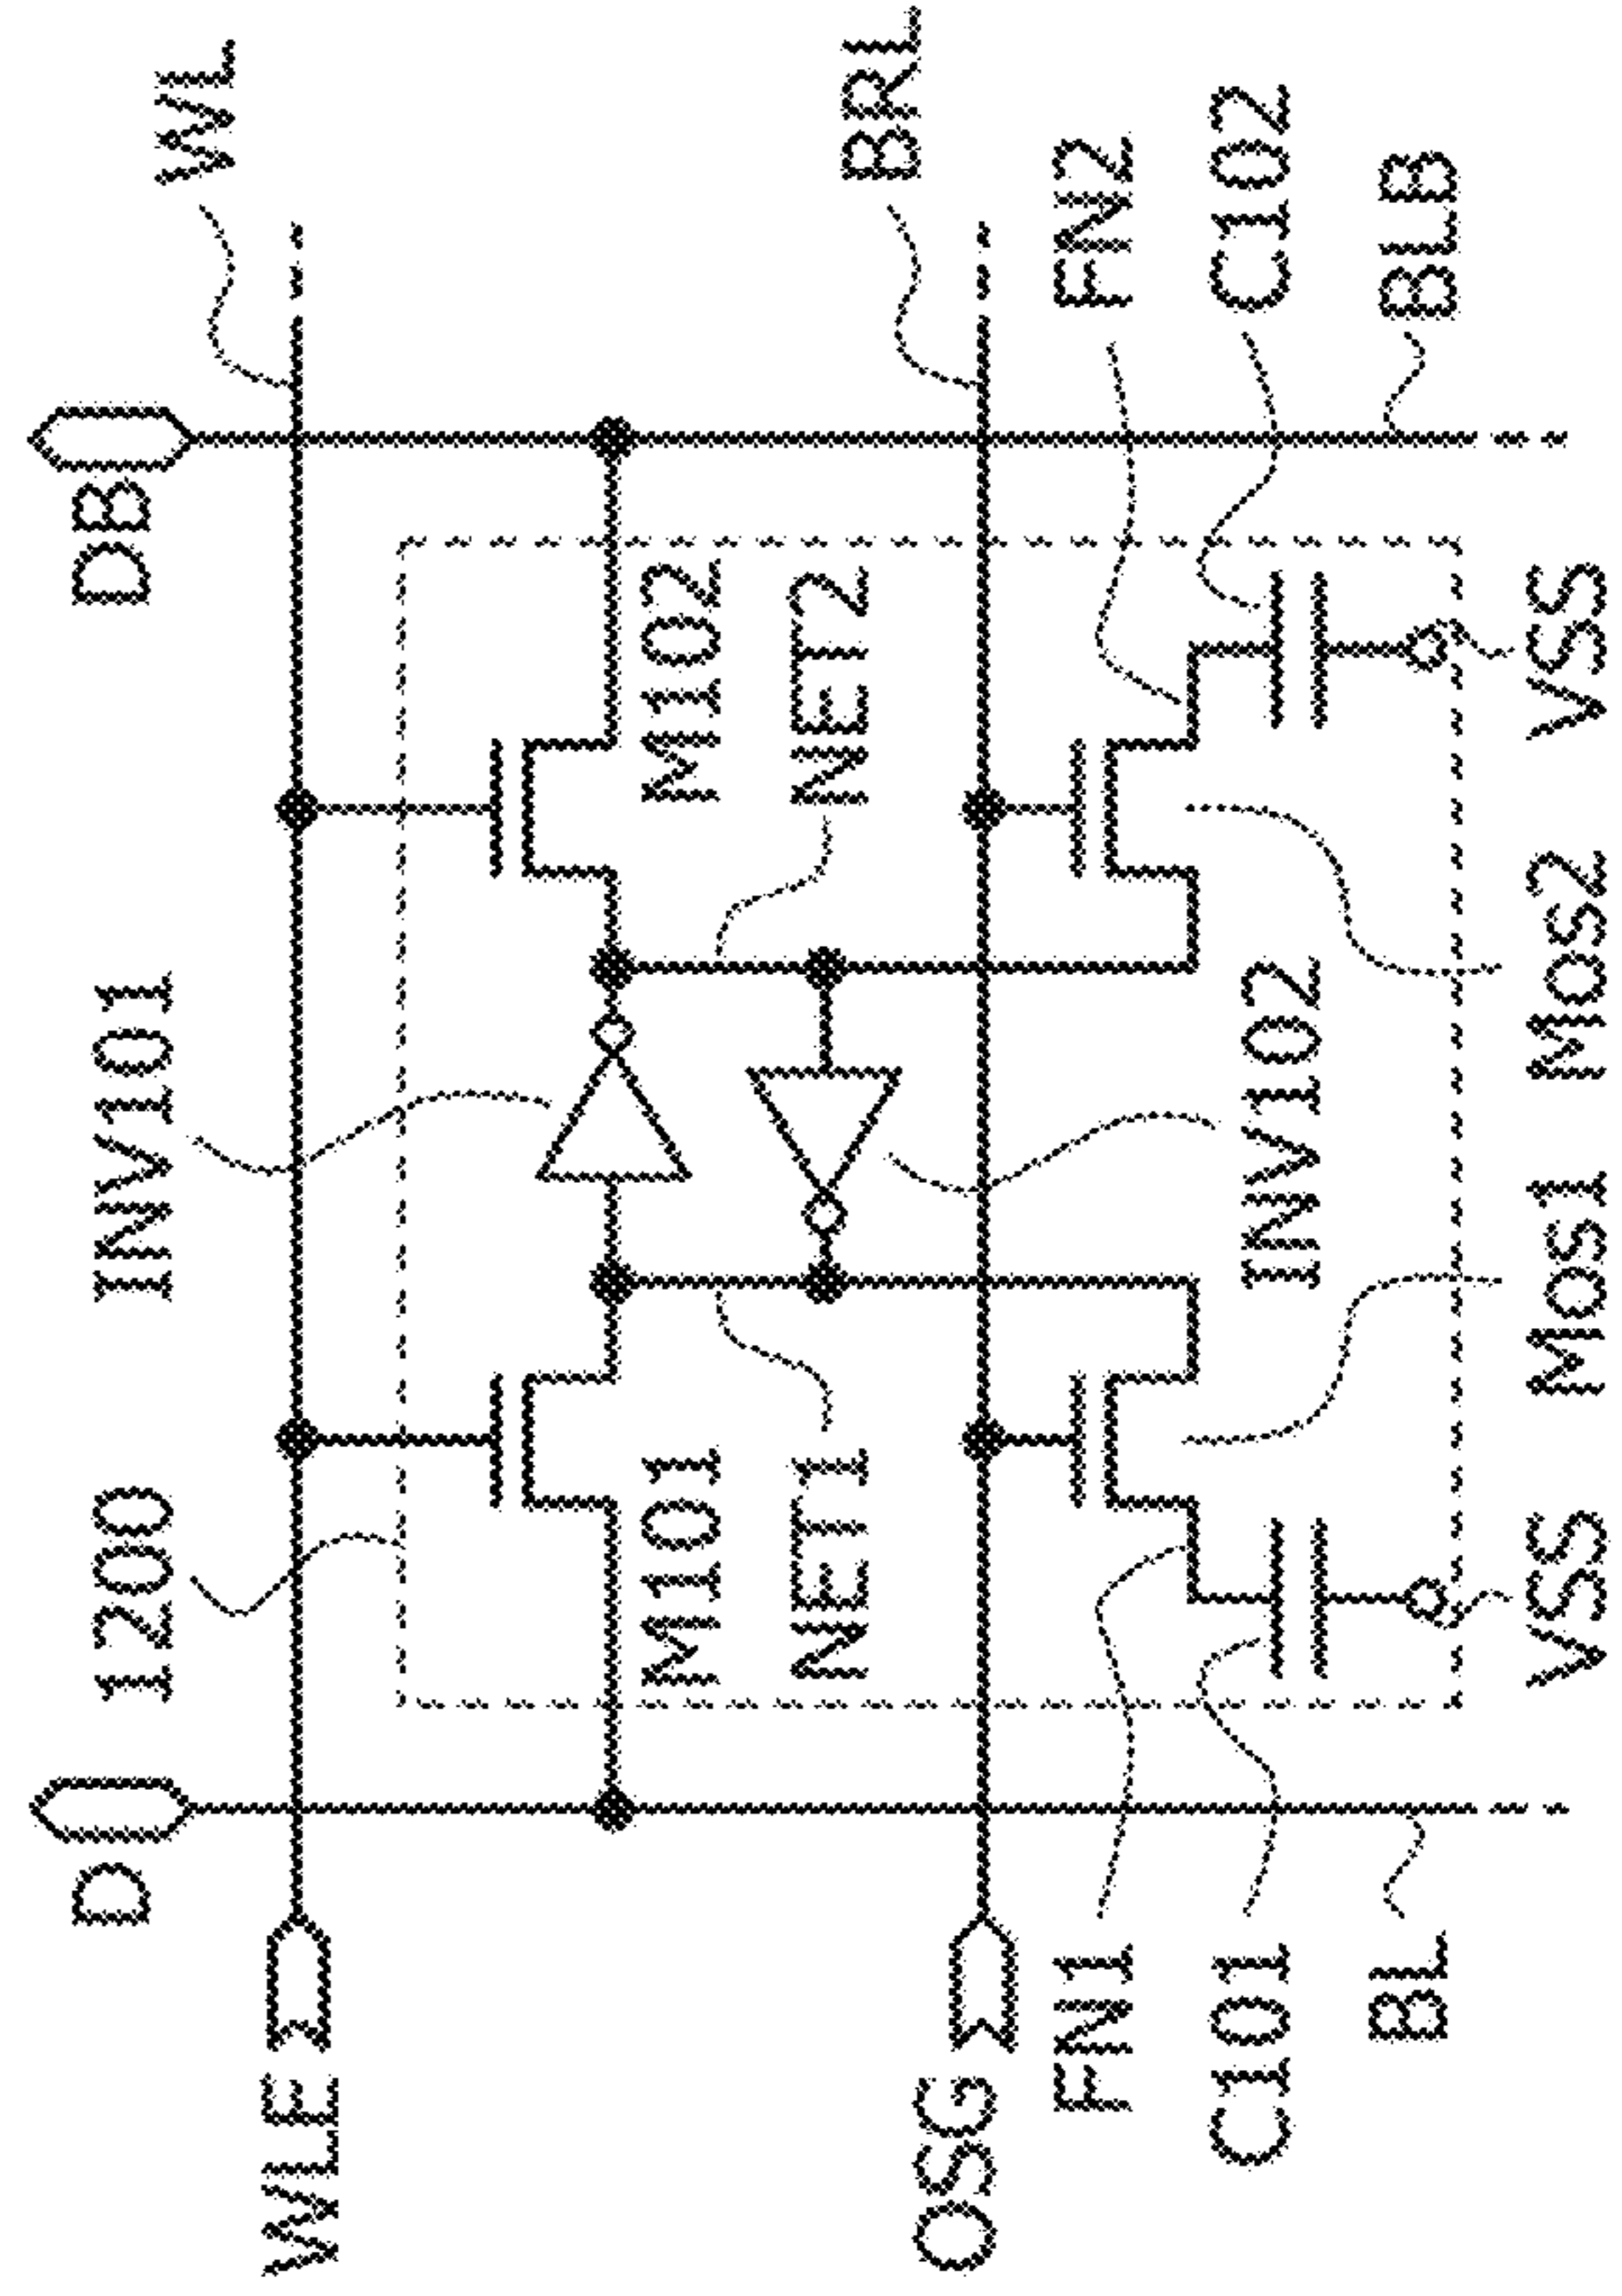 D 1200 INV101 DB
WL
WLE
M101 M102
NET1 NET2
BRL
OSG
FN1 FN2
C101 INV102 C102
BL BLB
VSS Mos1 Mos2 VSS